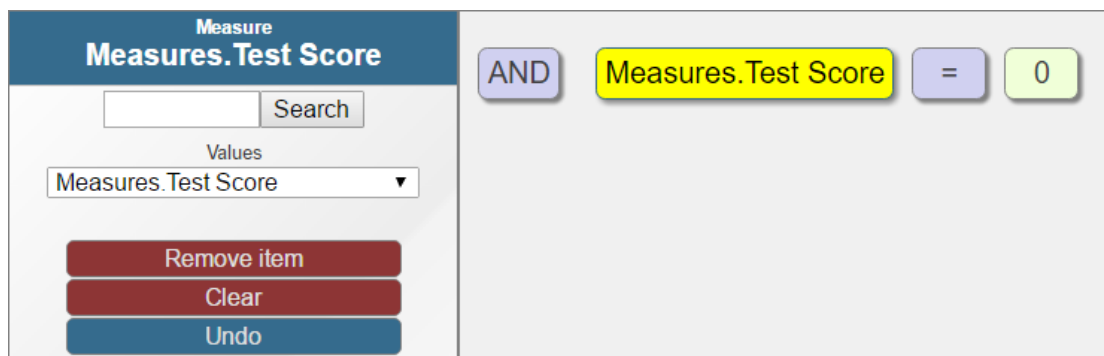 Measure
Measures.Test Score
Search
Values
Measures.Test Score
Remove item
Clear
Undo
AND Measures.Test Score = 0